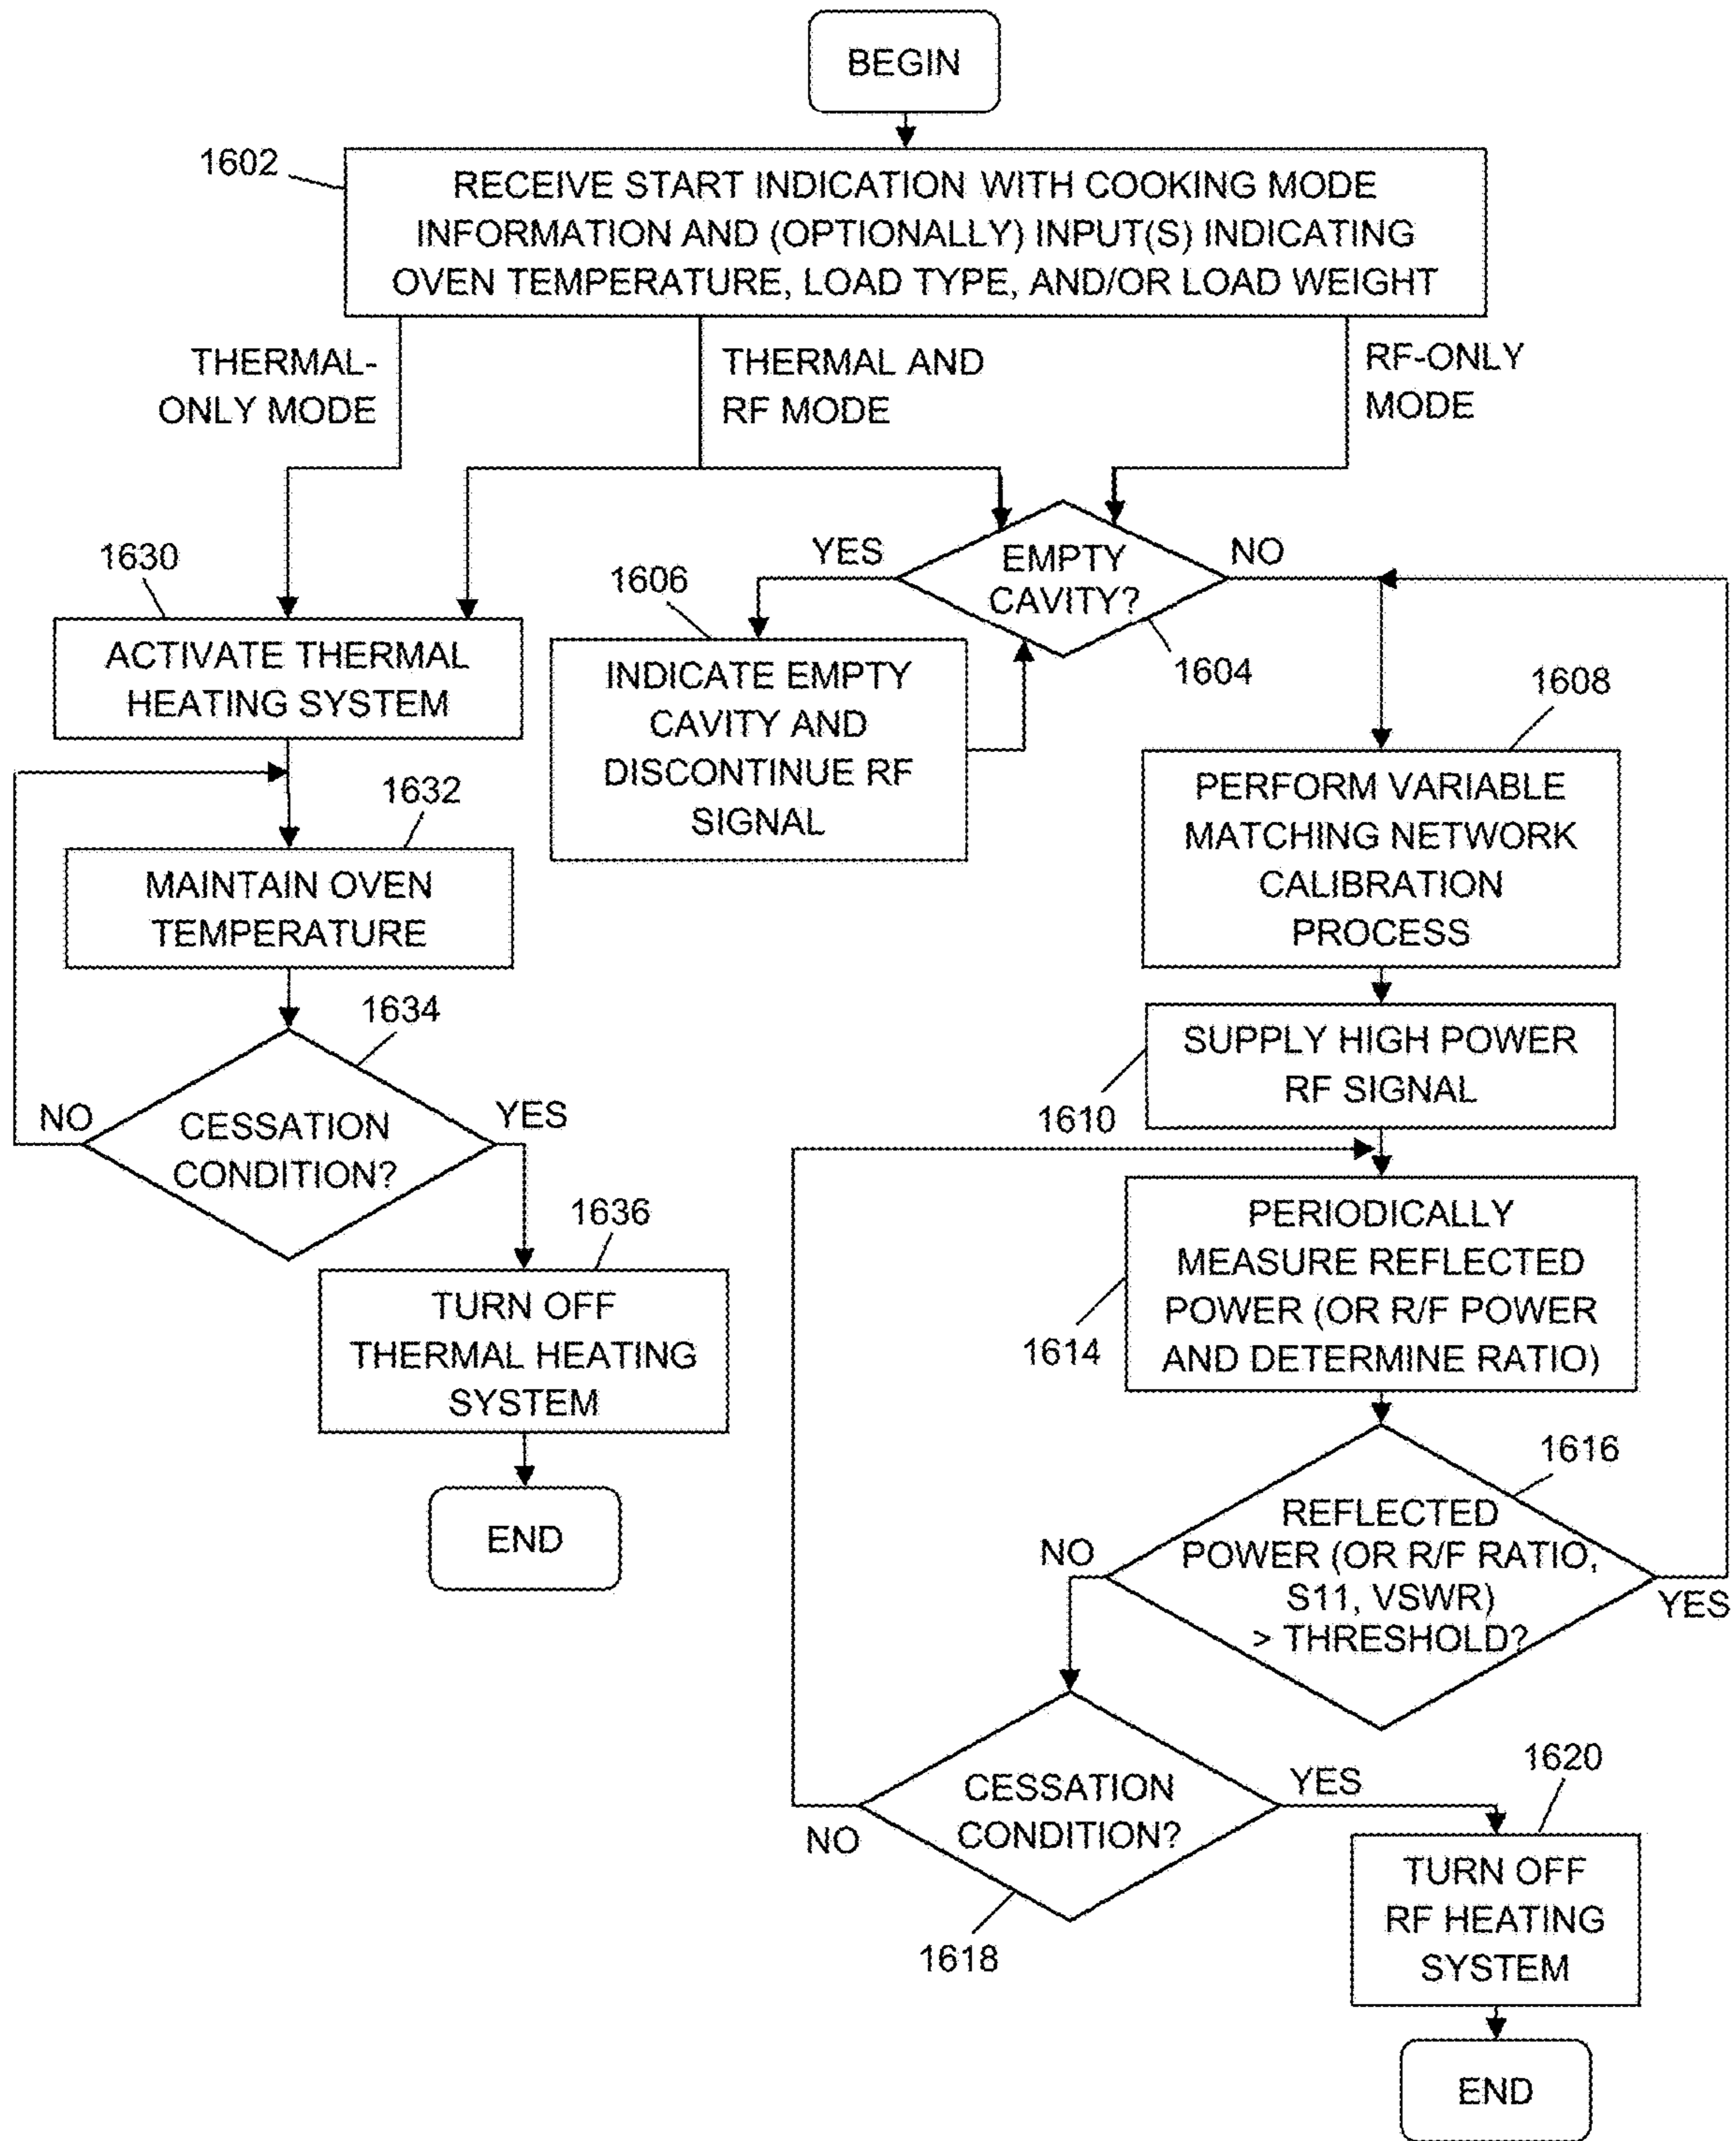 BEGIN
1602
RECEIVE START INDICATION WITH COOKING MODE
INFORMATION AND (OPTIONALLY) INPUT(S) INDICATING
OVEN TEMPERATURE, LOAD TYPE, AND/OR LOAD WEIGHT
THERMAL-
ONLY MODE
THERMAL AND
RF MODE
RF-ONLY
MODE
1630
ACTIVATE THERMAL
HEATING SYSTEM
1632
MAINTAIN OVEN
TEMPERATURE
1634
NO
CESSATION
CONDITION?
YES
1636
TURN OFF
THERMAL HEATING
SYSTEM
END
YES
EMPTY
CAVITY?
NO
1604
1606
INDICATE EMPTY
CAVITY AND
DISCONTINUE RF
SIGNAL
1608
PERFORM VARIABLE
MATCHING NETWORK
CALIBRATION
PROCESS
SUPPLY HIGH POWER
RF SIGNAL
1610
PERIODICALLY
MEASURE REFLECTED
POWER (OR R/F POWER
AND DETERMINE RATIO)
1614
1616
NO
REFLECTED
POWER (OR R/F RATIO,
S11, VSWR)
> THRESHOLD?
YES
CESSATION
CONDITION?
NO
YES
1618
1620
TURN OFF
RF HEATING
SYSTEM
END